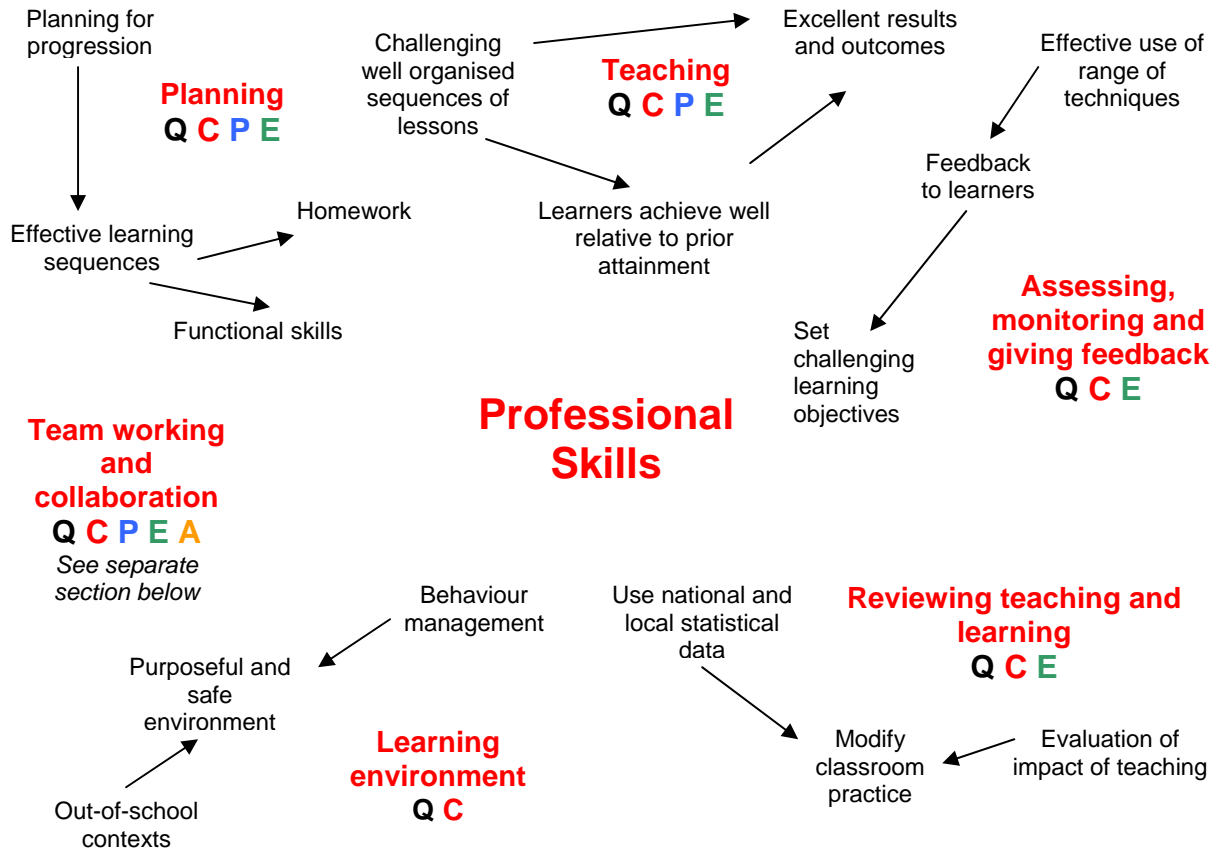 Planning for
progression
Planning
Q C P E
Effective learning
sequences
Homework
Functional skills
Challenging
well organised
sequences of
lessons
Teaching
Q C P E
Excellent results
and outcomes
Learners achieve well
relative to prior
attainment
Effective use of
range of
techniques
Feedback
to learners
Set
challenging
learning
objectives
Assessing,
monitoring and
giving feedback
Q C E
Professional
Skills
Team working
and
collaboration
Q C P E A
See separate
section below
Behaviour
management
Purposeful and
safe
environment
Out-of-school
contexts
Learning
environment
Q C
Use national and
local statistical
data
Reviewing teaching and
learning
Q C E
Modify
classroom
practice
Evaluation of
impact of teaching